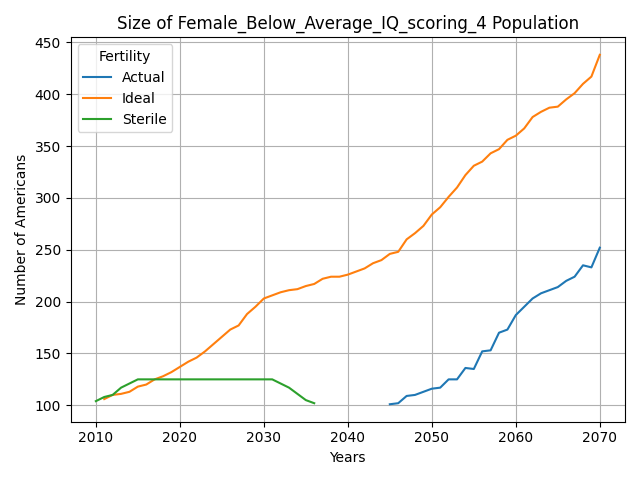 Size of Female_Below_Average_IQ_scoring_4 Population
Fertility
Actual
Ideal
Sterile
Number of Americans
450
400
350
300
250
200
150
100
2010 2020 2030 2040 2050 2060 2070
Years